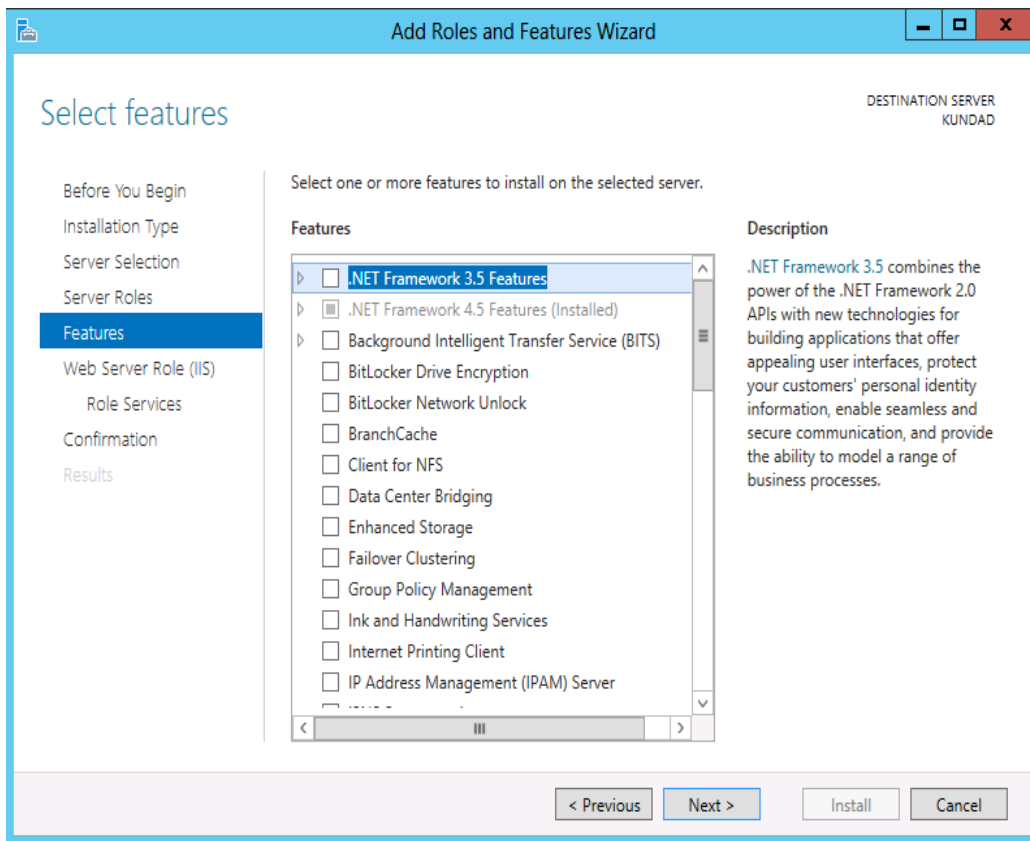 Add Roles and Features Wizard
Select features
DESTINATION SERVER
KUNDAD
Before You Begin
Installation Type
Server Selection
Server Roles
Features
Web Server Role (IIS)
Role Services
Confirmation
Results
Select one or more features to install on the selected server.
Features
.NET Framework 3.5 Features
.NET Framework 4.5 Features (Installed)
Background Intelligent Transfer Service (BITS)
BitLocker Drive Encryption
BitLocker Network Unlock
BranchCache
Client for NFS
Data Center Bridging
Enhanced Storage
Failover Clustering
Group Policy Management
Ink and Handwriting Services
Internet Printing Client
IP Address Management (IPAM) Server
Description
.NET Framework 3.5 combines the
power of the .NET Framework 2.0
APIs with new technologies for
building applications that offer
appealing user interfaces, protect
your customers' personal identity
information, enable seamless and
secure communication, and provide
the ability to model a range of
business processes.
< Previous
Next >
Install
Cancel